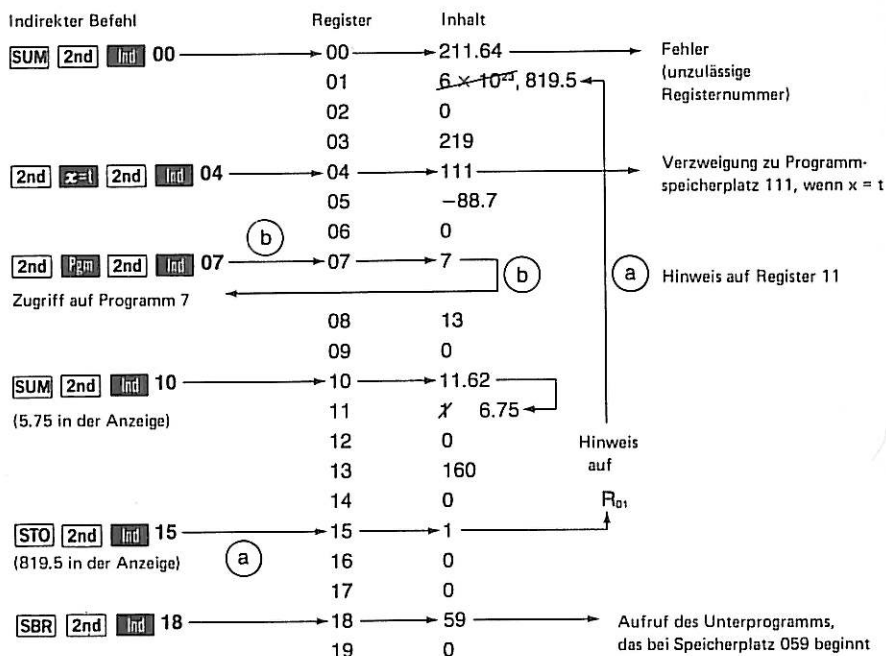 Indirekter Befehl Register Inhalt
SUM 2nd Ind 00 00 211.64 Fehler
01 6 × 10²³, 819.5 (unzulässige
02 0 Registernummer)
03 219
2nd x=t 2nd Ind 04 04 111 Verzweigung zu Programm-
05 −88.7 speicherplatz 111, wenn x = t
06 0
b
2nd Pgm 2nd Ind 07 07 7 b a Hinweis auf Register 11
Zugriff auf Programm 7
08 13
09 0
SUM 2nd Ind 10 10 11.62
(5.75 in der Anzeige) 11 1 6.75
12 0 Hinweis
13 160 auf
14 0 R₀₁
STO 2nd Ind 15 15 1
(819.5 in der Anzeige) a 16 0
17 0
SBR 2nd Ind 18 18 59 Aufruf des Unterprogramms,
19 0 das bei Speicherplatz 059 beginnt